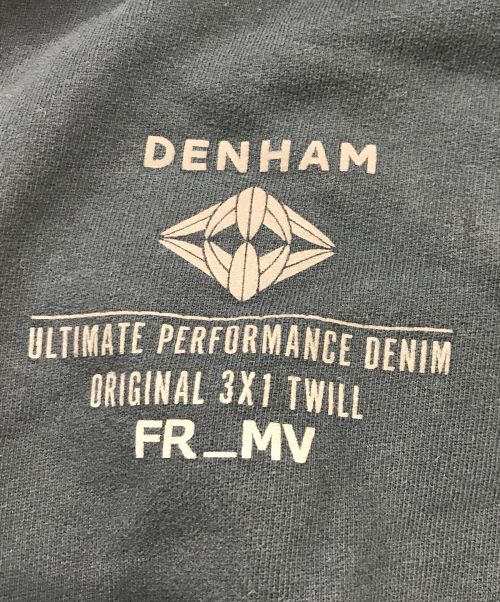 DENHAM
ULTIMATE PERFORMANCE DENIM
ORIGINAL 3X1 TWILL
FR_MV